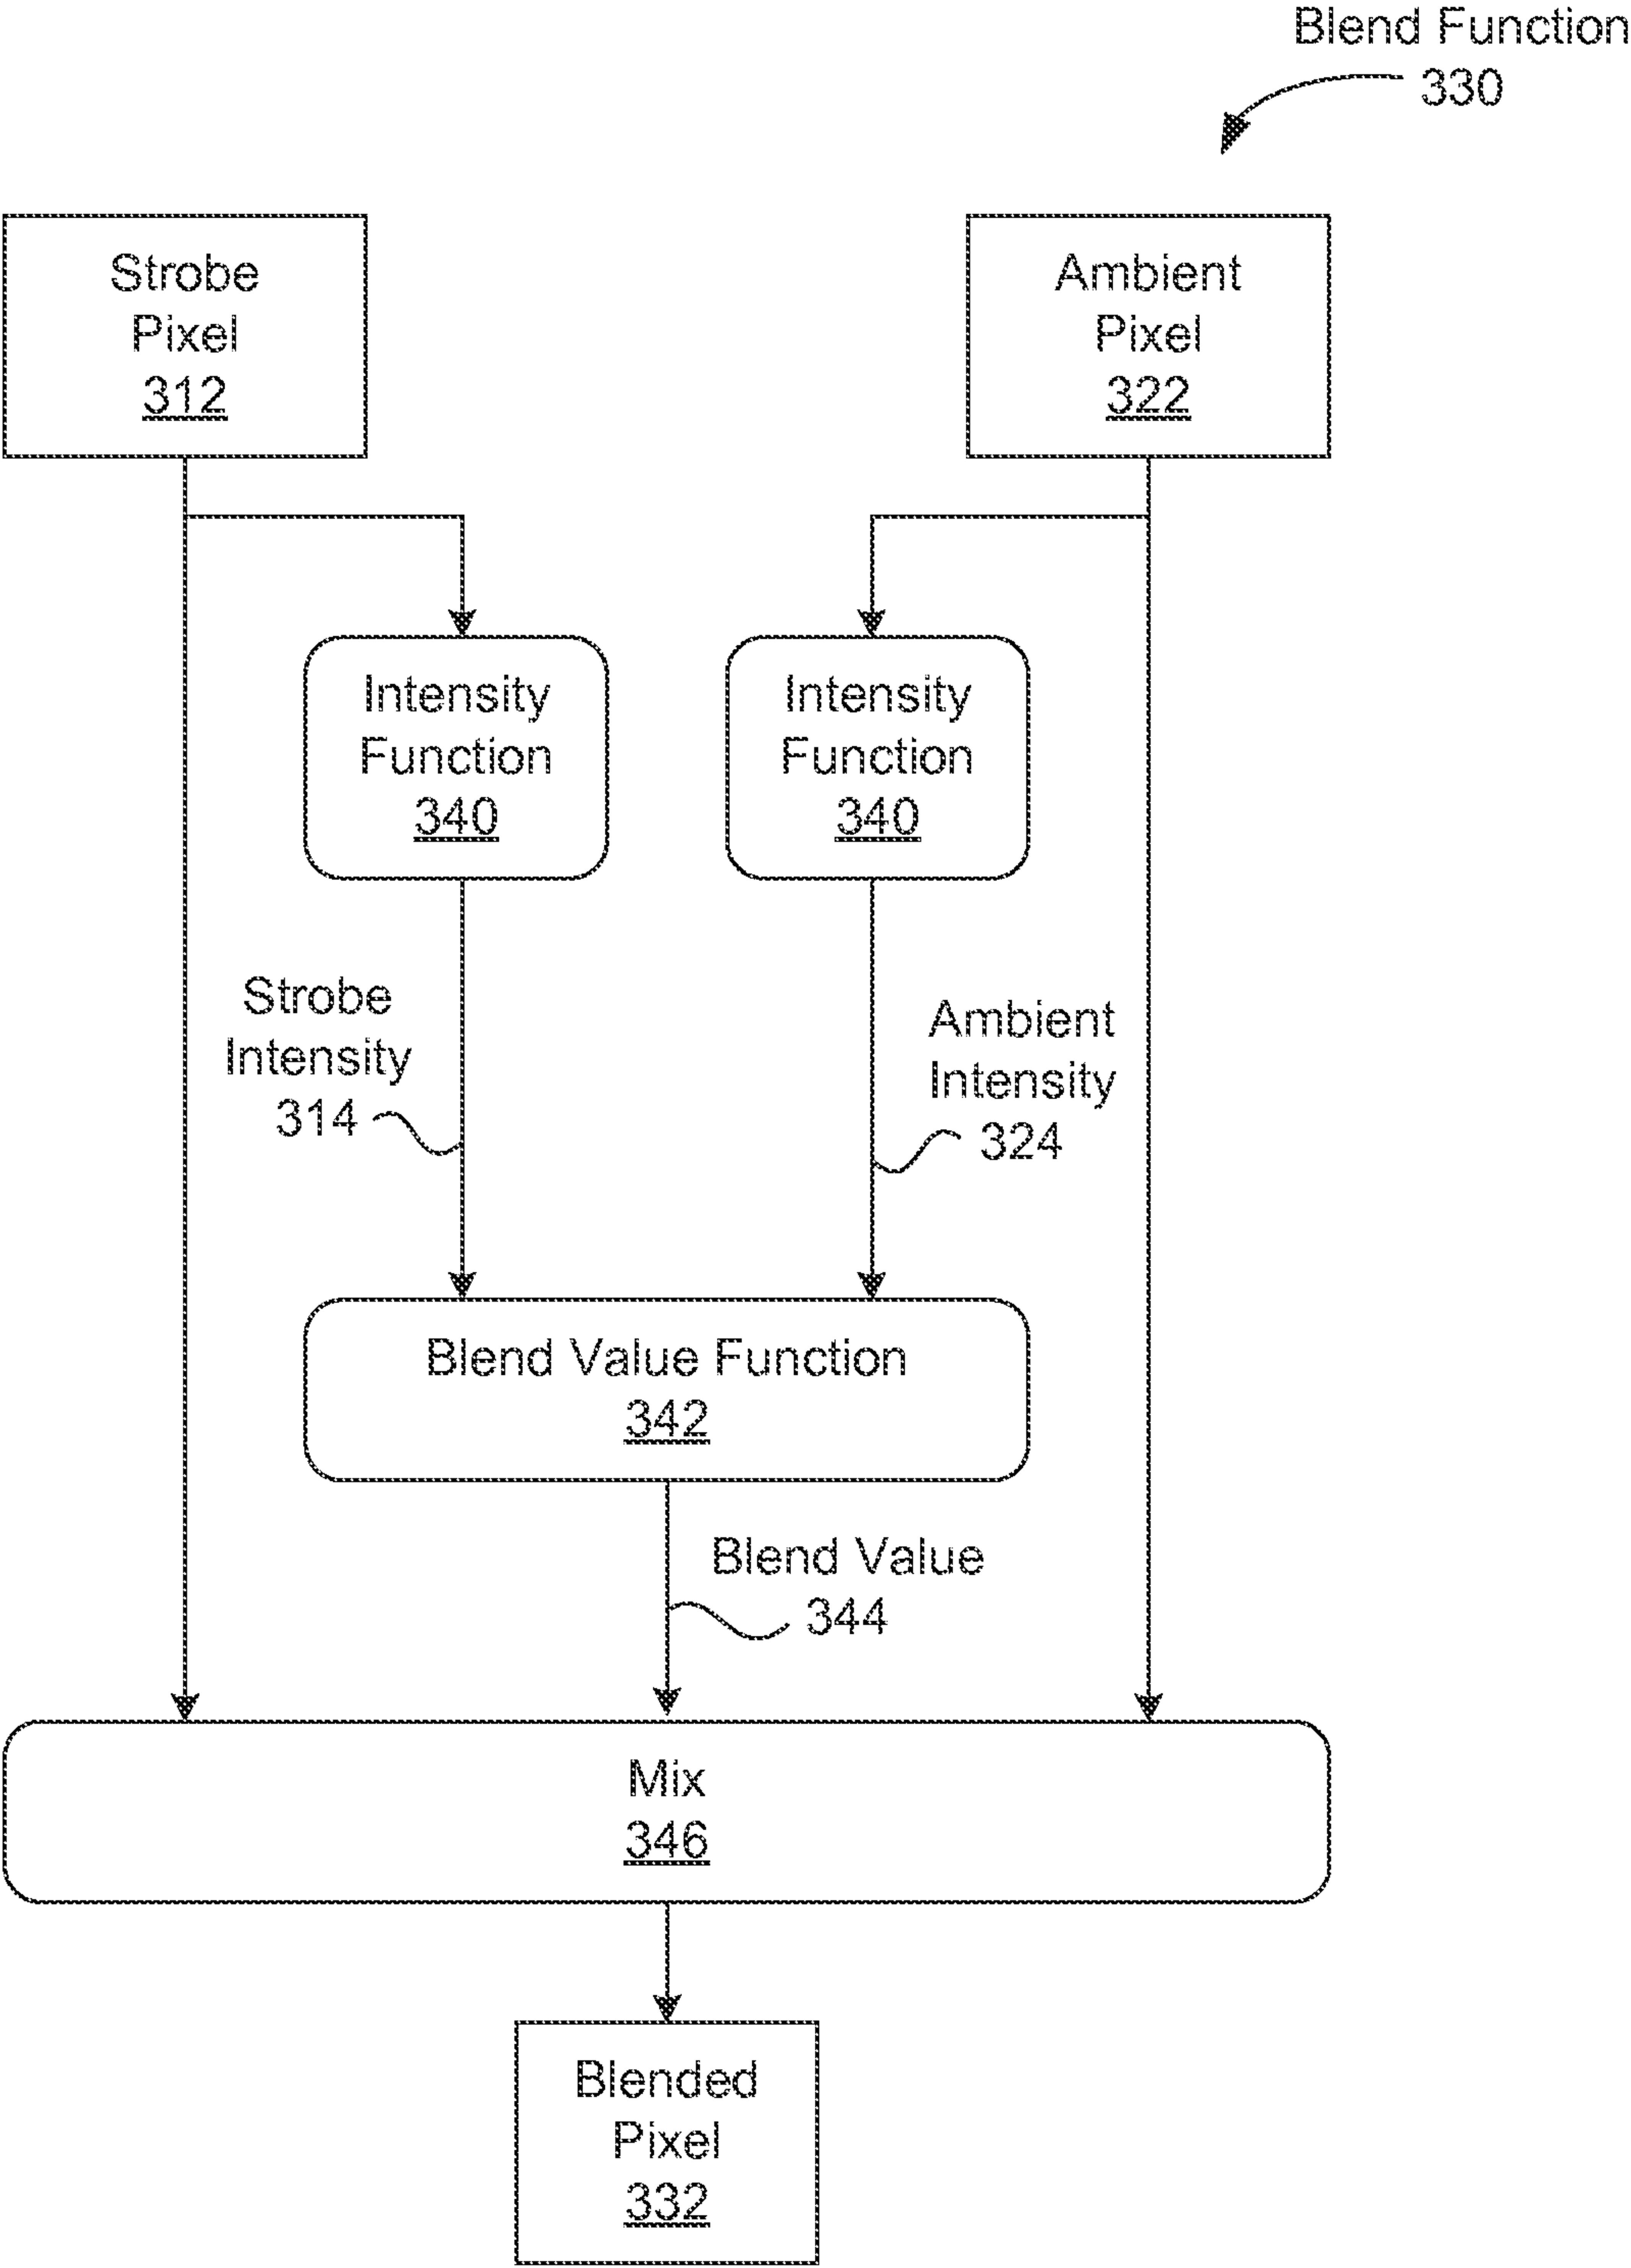 Blend Function
330
Strobe
Pixel
312
Ambient
Pixel
322
Intensity
Function
340
Intensity
Function
340
Strobe
Intensity
314
Ambient
Intensity
324
Blend Value Function
342
Blend Value
344
Mix
346
Blended
Pixel
332